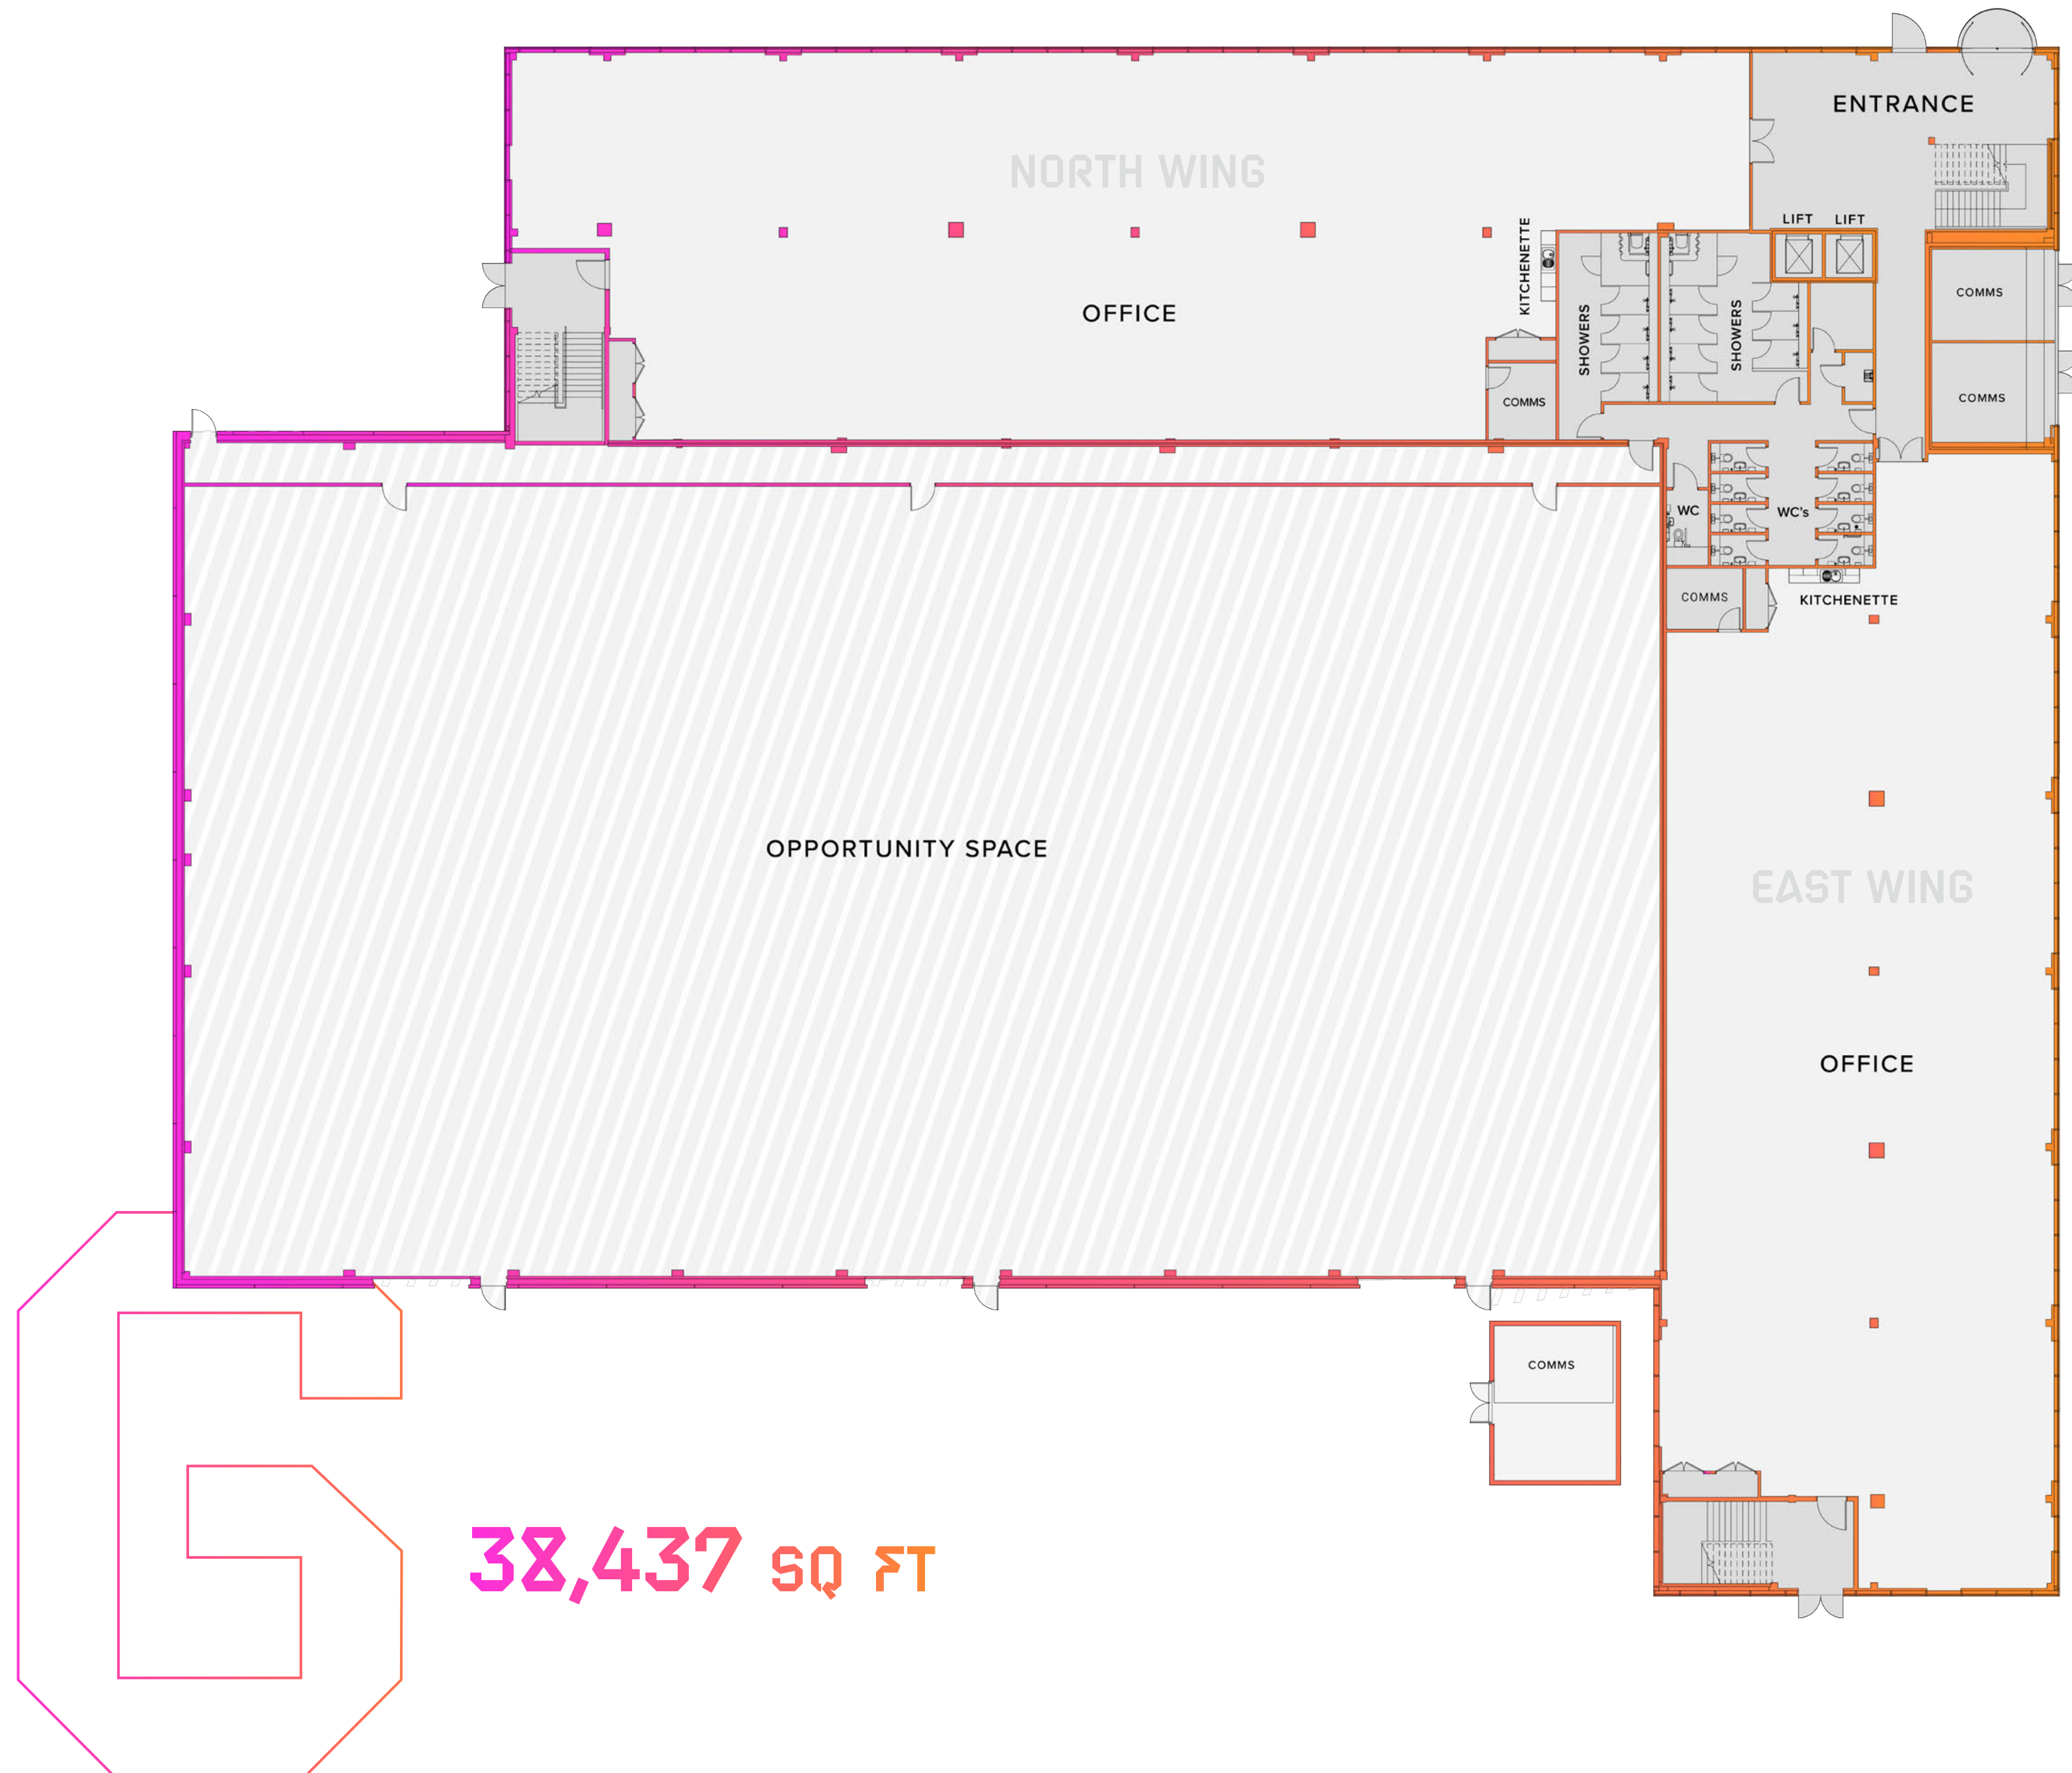 ENTRANCE
NORTH WING
LIFT
LIFT
KITCHENETTE
OFFICE
SHOWERS
SHOWERS
COMMS
COMMS
COMMS
WC
WC's
COMMS
KITCHENETTE
OPPORTUNITY SPACE
EAST WING
OFFICE
COMMS
6
38,437 SQ FT